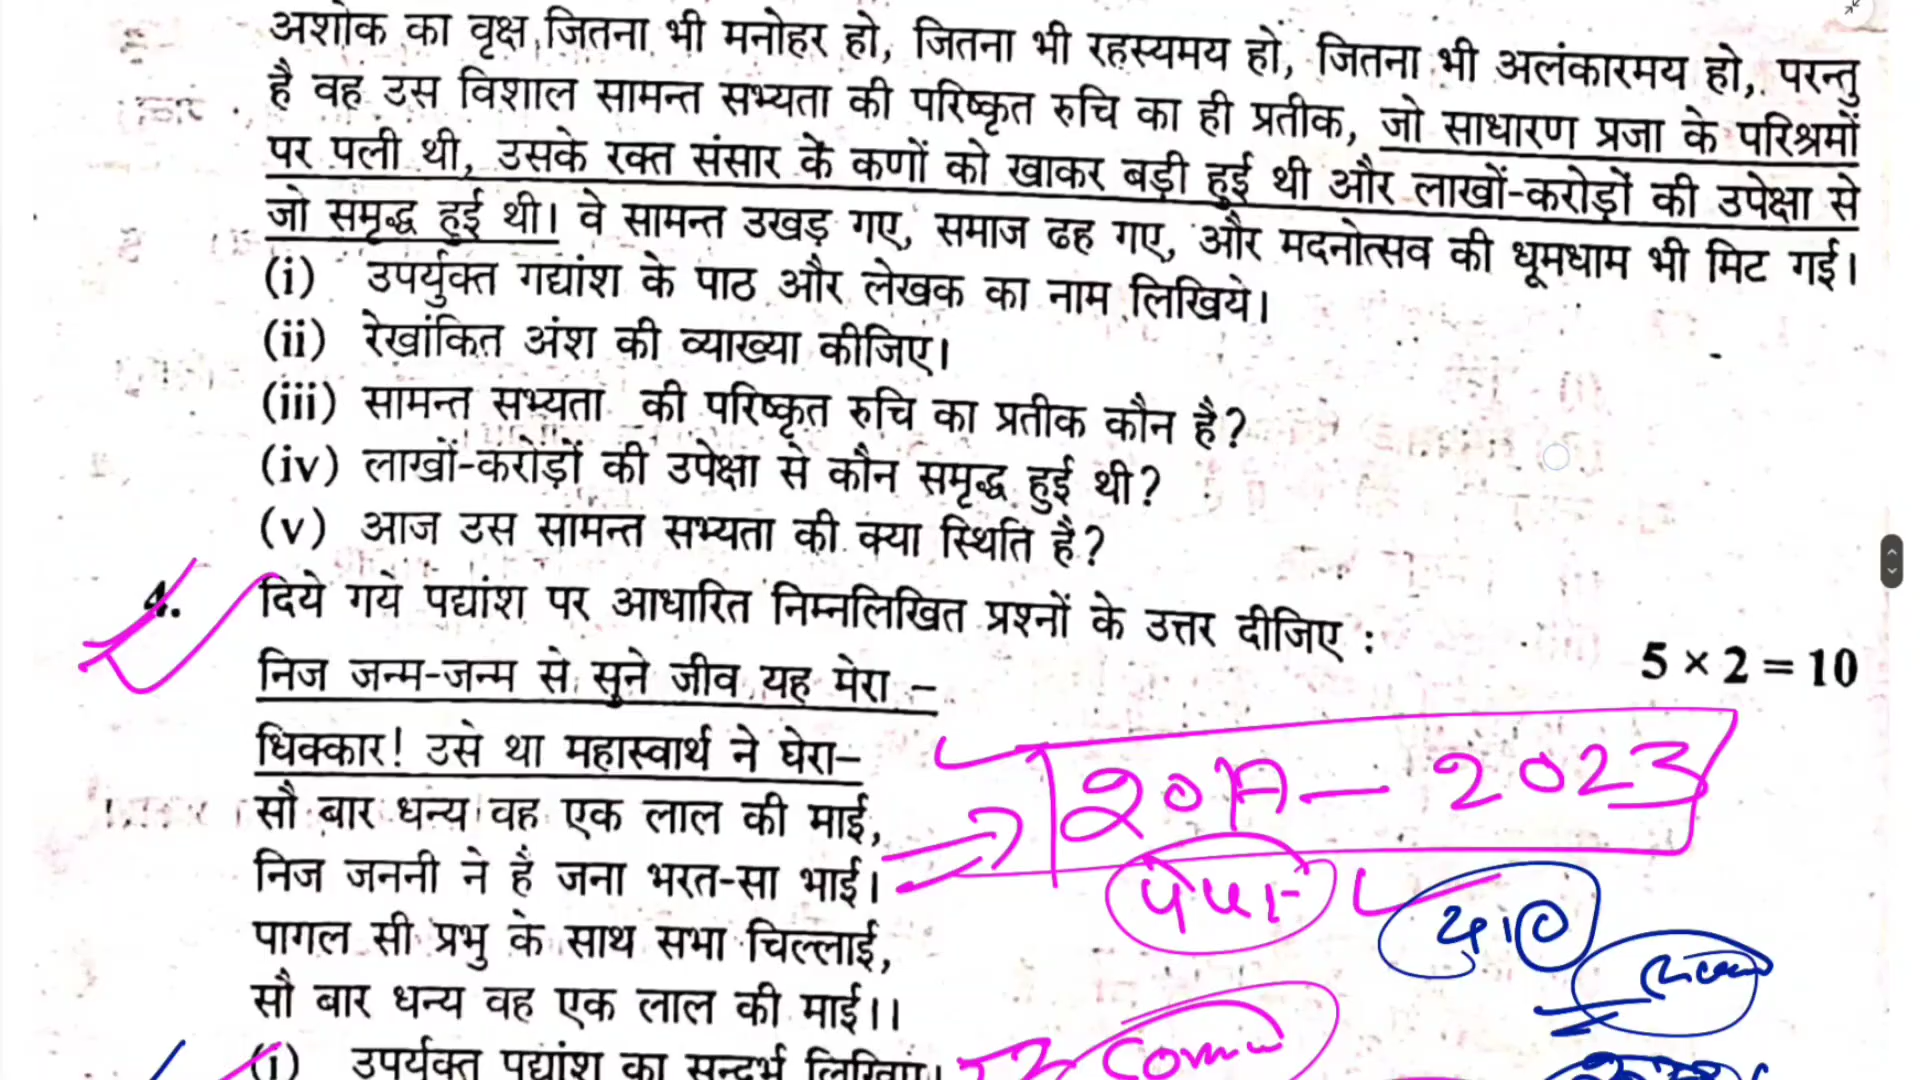 अशोक का वृक्ष जितना भी मनोहर हो, जितना भी रहस्यमय हो, जितना भी अलंकारमय हो, परन्तु
है वह उस विशाल सामन्त सभ्यता की परिष्कृत रुचि का ही प्रतीक, जो साधारण प्रजा के परिश्रमों
पर पली थी, उसके रक्त संसार के कणों को खाकर बड़ी हुई थी और लाखों-करोड़ों की उपेक्षा से
जो समृद्ध हुई थी। वे सामन्त उखड़ गए, समाज ढह गए, और मदनोत्सव की धूमधाम भी मिट गई।
(i) उपर्युक्त गद्यांश के पाठ और लेखक का नाम लिखिये।
(ii) रेखांकित अंश की व्याख्या कीजिए।
(iii) सामन्त सभ्यता की परिष्कृत रुचि का प्रतीक कौन है?
(iv) लाखों-करोड़ों की उपेक्षा से कौन समृद्ध हुई थी?
(v) आज उस सामन्त सभ्यता की क्या स्थिति है?
4. दिये गये पद्यांश पर आधारित निम्नलिखित प्रश्नों के उत्तर दीजिए :
5 × 2 = 10
निज जन्म-जन्म से सुने जीव यह मेरा –
धिक्कार! उसे था महास्वार्थ ने घेरा–
सौ बार धन्य वह एक लाल की माई,
निज जननी ने है जना भरत-सा भाई।
पागल सी प्रभु के साथ सभा चिल्लाई,
सौ बार धन्य वह एक लाल की माई।।
(i) उपर्युक्त पद्यांश का सन्दर्भ लिखिए।
2023